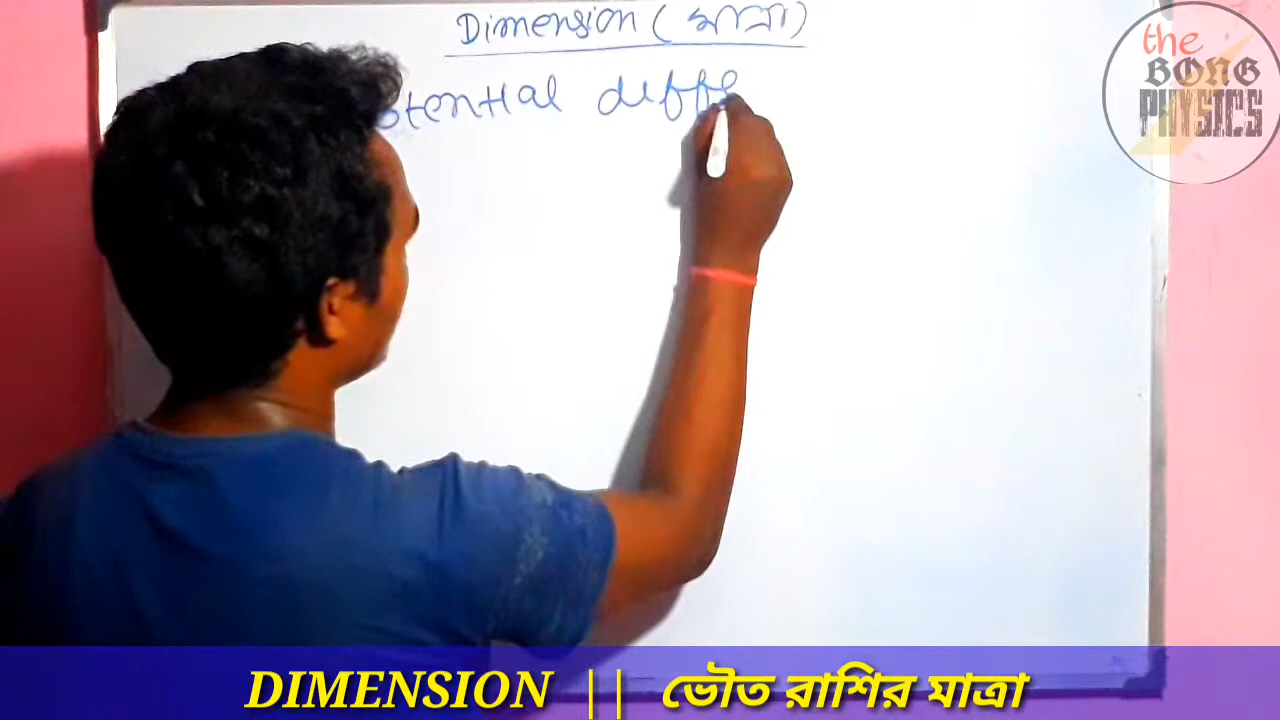 Dimension (মাত্রা)
otential diffe
the
BONG
PHYSICS
DIMENSION || ভৌত রাশির মাত্রা